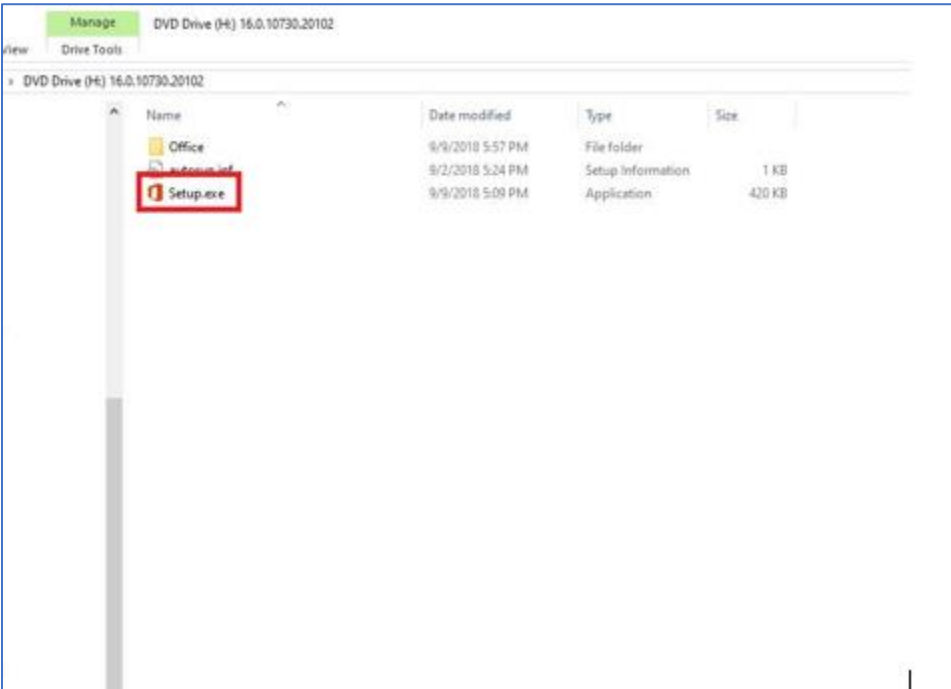 Manage DVD Drive (H:) 16.0.10730.20102
View Drive Tools
› DVD Drive (H:) 16.0.10730.20102
Name Date modified Type Size
Office 9/9/2018 5:57 PM File folder
autorun.inf 9/2/2018 5:24 PM Setup Information 1 KB
Setup.exe 9/9/2018 5:09 PM Application 420 KB